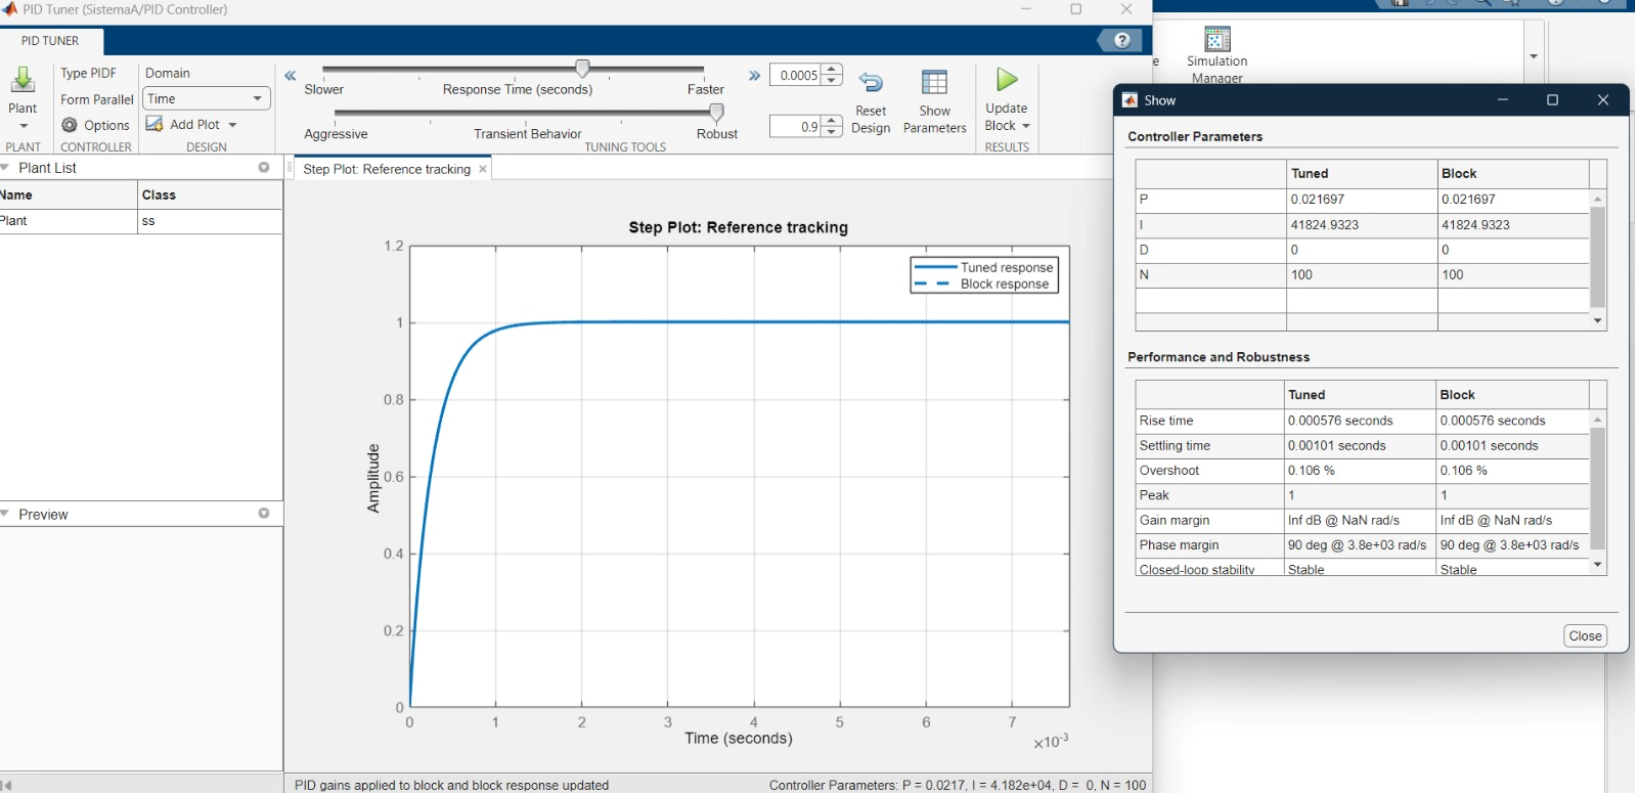 PID Tuner (SistemaA/PID Controller)
PID TUNER
Plant
PLANT
Type PIDF
Form Parallel
Options
CONTROLLER
Domain
Time
Add Plot
DESIGN
Slower
Response Time (seconds)
Faster
0.0005
Aggressive
Transient Behavior
Robust
0.9
Reset
Design
Show
Parameters
TUNING TOOLS
Update
Block
RESULTS
Simulation
Manager
Plant List
Name Class
Plant ss
Preview
Step Plot: Reference tracking
Step Plot: Reference tracking
Tuned response
Block response
Amplitude
1.2
1
0.8
0.6
0.4
0.2
0
0 1 2 3 4 5 6 7
Time (seconds)
×10-3
PID gains applied to block and block response updated
Controller Parameters: P = 0.0217, I = 4.182e+04, D = 0, N = 100
Show
Controller Parameters
Tuned Block
P 0.021697 0.021697
I 41824.9323 41824.9323
D 0 0
N 100 100
Performance and Robustness
Tuned Block
Rise time 0.000576 seconds 0.000576 seconds
Settling time 0.00101 seconds 0.00101 seconds
Overshoot 0.106 % 0.106 %
Peak 1 1
Gain margin Inf dB @ NaN rad/s Inf dB @ NaN rad/s
Phase margin 90 deg @ 3.8e+03 rad/s 90 deg @ 3.8e+03 rad/s
Closed-loop stability Stable Stable
Close